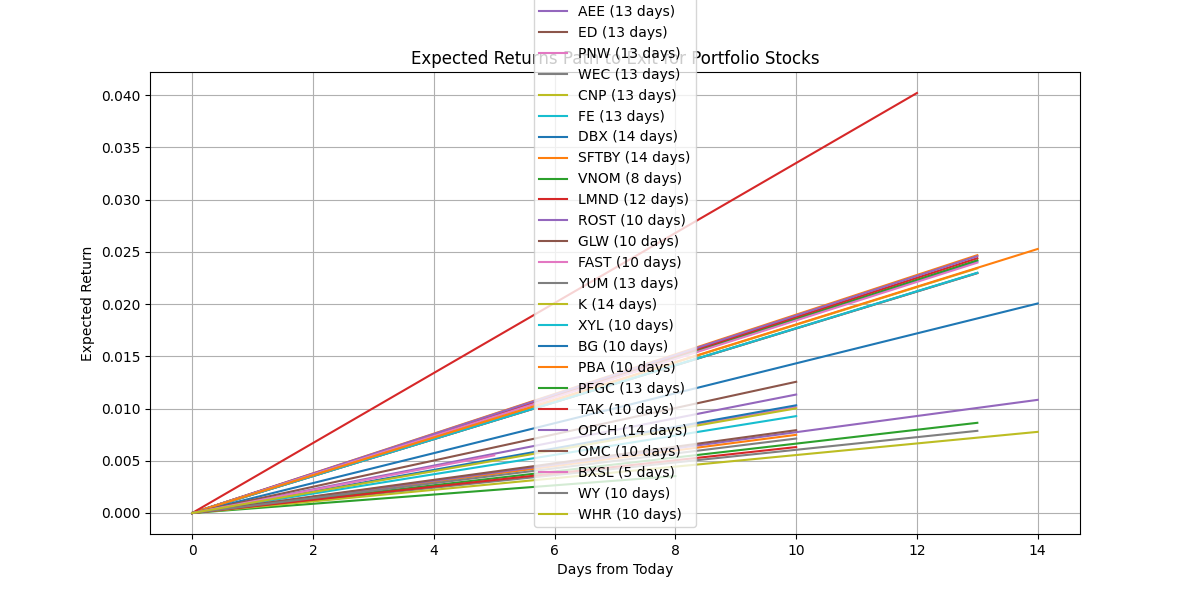 AEE (13 days)
ED (13 days)
PNW (13 days)
Expected Returns Path to Exit for Portfolio Stocks
WEC (13 days)
CNP (13 days)
FE (13 days)
DBX (14 days)
SFTBY (14 days)
VNOM (8 days)
LMND (12 days)
ROST (10 days)
GLW (10 days)
FAST (10 days)
YUM (13 days)
K (14 days)
XYL (10 days)
BG (10 days)
PBA (10 days)
PFGC (13 days)
TAK (10 days)
OPCH (14 days)
OMC (10 days)
BXSL (5 days)
WY (10 days)
WHR (10 days)
Expected Return
0.040
0.035
0.030
0.025
0.020
0.015
0.010
0.005
0.000
0 2 4 6 8 10 12 14
Days from Today